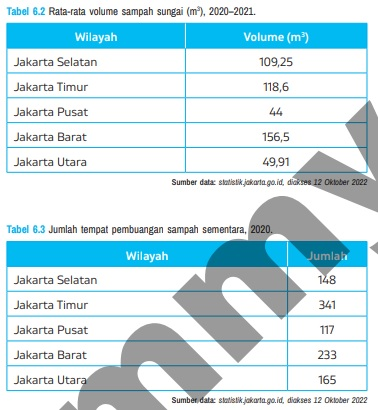 Tabel 6.2 Rata-rata volume sampah sungai (m³), 2020–2021.
Wilayah Volume (m³)
Jakarta Selatan 109,25
Jakarta Timur 118,6
Jakarta Pusat 44
Jakarta Barat 156,5
Jakarta Utara 49,91
Sumber data: statistik.jakarta.go.id, diakses 12 Oktober 2022
Tabel 6.3 Jumlah tempat pembuangan sampah sementara, 2020.
Wilayah Jumlah
Jakarta Selatan 148
Jakarta Timur 341
Jakarta Pusat 117
Jakarta Barat 233
Jakarta Utara 165
Sumber data: statistik.jakarta.go.id, diakses 12 Oktober 2022